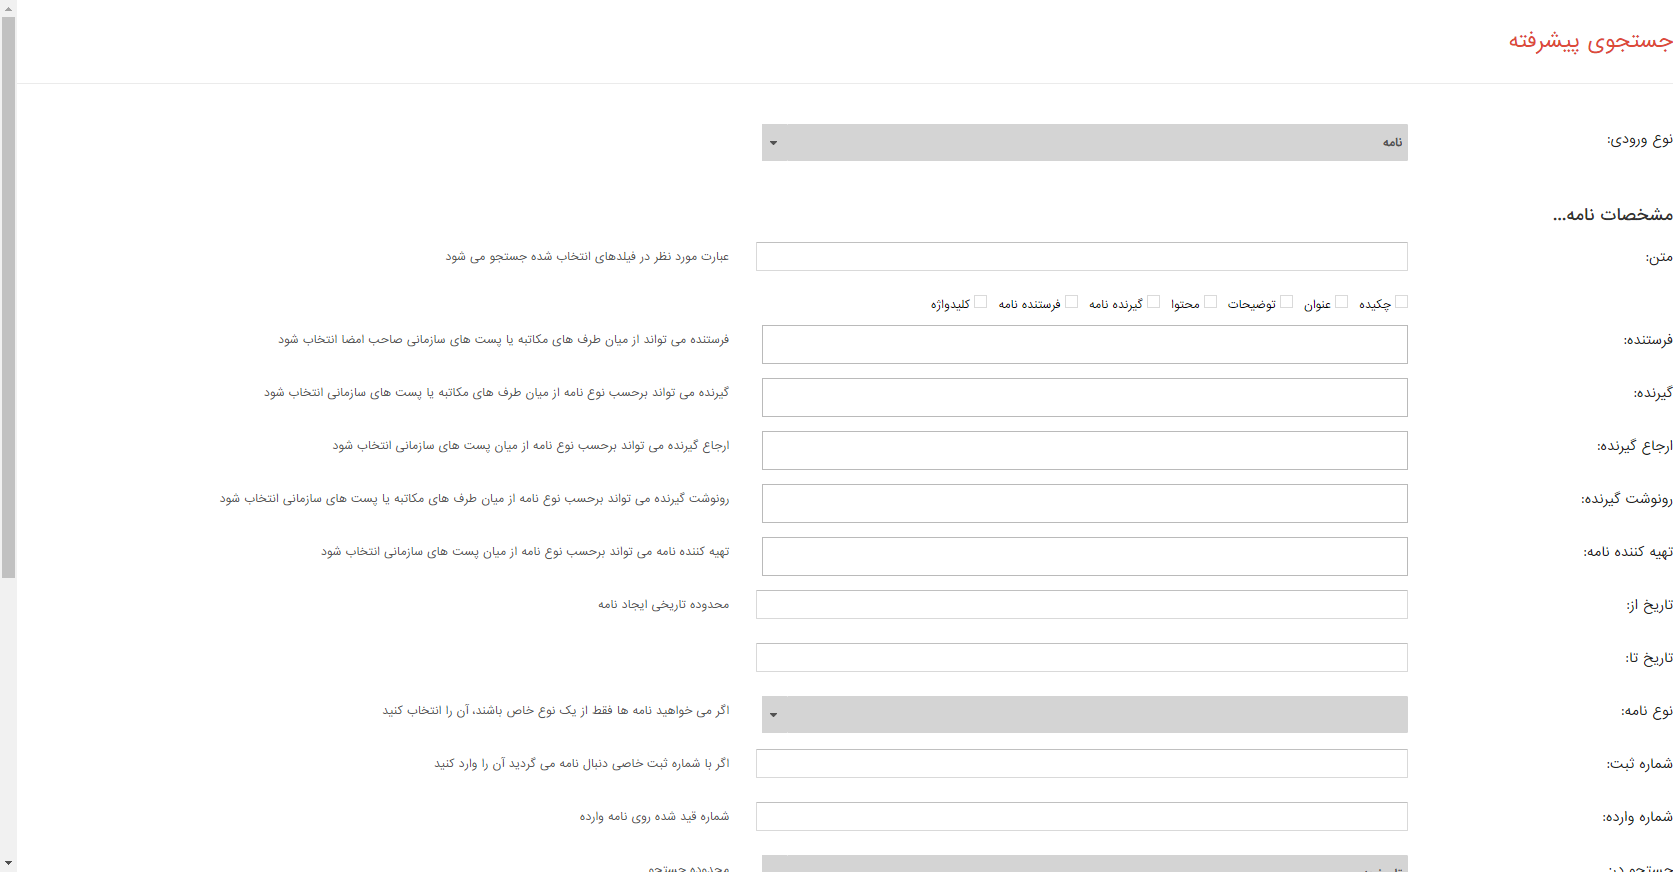 جستجوی پیشرفته
نوع ورودی: نامه
مشخصات نامه...
متن: عبارت مورد نظر در فیلدهای انتخاب شده جستجو می شود
چکیده عنوان توضیحات محتوا گیرنده نامه فرستنده نامه کلیدواژه
فرستنده: فرستنده می تواند از میان طرف های مکاتبه یا پست های سازمانی صاحب امضا انتخاب شود
گیرنده: گیرنده می تواند برحسب نوع نامه از میان طرف های مکاتبه یا پست های سازمانی انتخاب شود
ارجاع گیرنده: ارجاع گیرنده می تواند برحسب نوع نامه از میان پست های سازمانی انتخاب شود
رونوشت گیرنده: رونوشت گیرنده می تواند برحسب نوع نامه از میان طرف های مکاتبه یا پست های سازمانی انتخاب شود
تهیه کننده نامه: تهیه کننده نامه می تواند برحسب نوع نامه از میان پست های سازمانی انتخاب شود
تاریخ از: محدوده تاریخی ایجاد نامه
تاریخ تا:
نوع نامه: اگر می خواهید نامه ها فقط از یک نوع خاص باشند، آن را انتخاب کنید
شماره ثبت: اگر با شماره ثبت خاصی دنبال نامه می گردید آن را وارد کنید
شماره وارده: شماره قید شده روی نامه وارده
جستجو در: محدوده جستجو